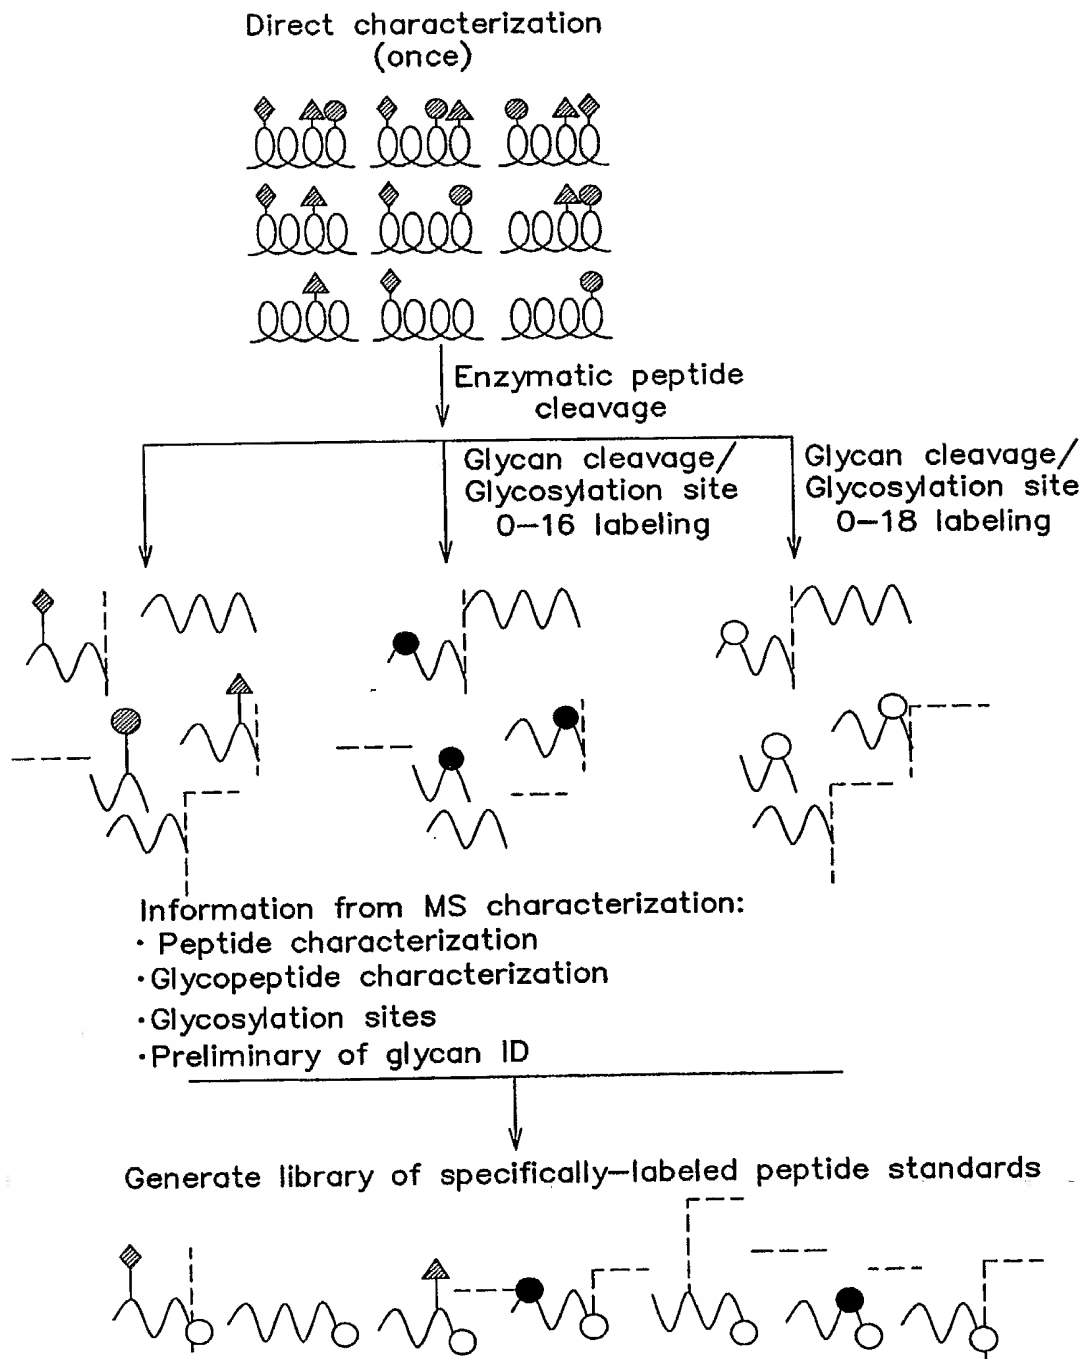 Direct characterization
(once)
Enzymatic peptide
cleavage
Glycan cleavage/
Glycosylation site
O-16 labeling
Glycan cleavage/
Glycosylation site
O-18 labeling
Information from MS characterization:
· Peptide characterization
·Glycopeptide characterization
·Glycosylation sites
·Preliminary of glycan ID
Generate library of specifically-labeled peptide standards